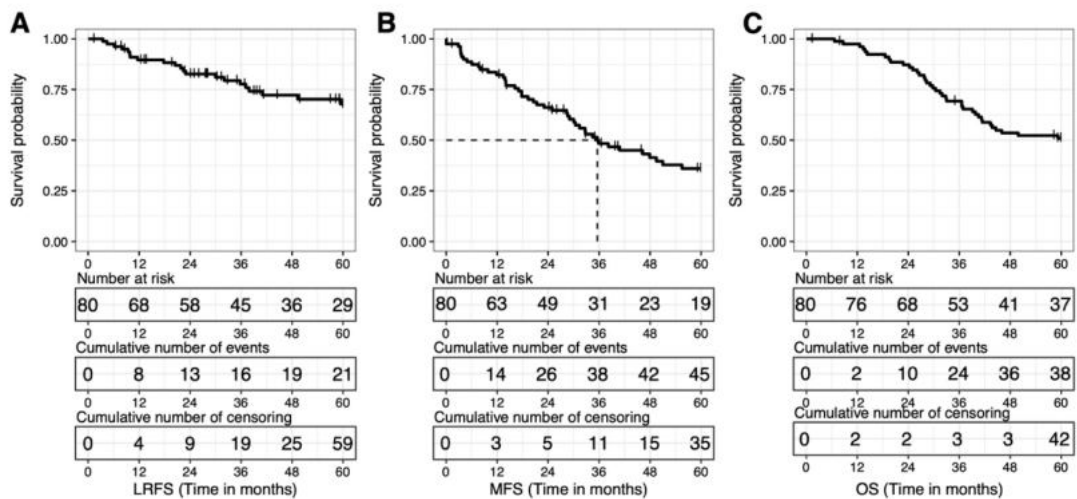 A
Survival probability
1.00
0.75
0.50
0.25
0.00
0 12 24 36 48 60
Number at risk
80 68 58 45 36 29
0 12 24 36 48 60
Cumulative number of events
0 8 13 16 19 21
0 12 24 36 48 60
Cumulative number of censoring
0 4 9 19 25 59
0 12 24 36 48 60
LRFS (Time in months)
B
Survival probability
1.00
0.75
0.50
0.25
0.00
0 12 24 36 48 60
Number at risk
80 63 49 31 23 19
0 12 24 36 48 60
Cumulative number of events
0 14 26 38 42 45
0 12 24 36 48 60
Cumulative number of censoring
0 3 5 11 15 35
0 12 24 36 48 60
MFS (Time in months)
C
Survival probability
1.00
0.75
0.50
0.25
0.00
0 12 24 36 48 60
Number at risk
80 76 68 53 41 37
0 12 24 36 48 60
Cumulative number of events
0 2 10 24 36 38
0 12 24 36 48 60
Cumulative number of censoring
0 2 2 3 3 42
0 12 24 36 48 60
OS (Time in months)